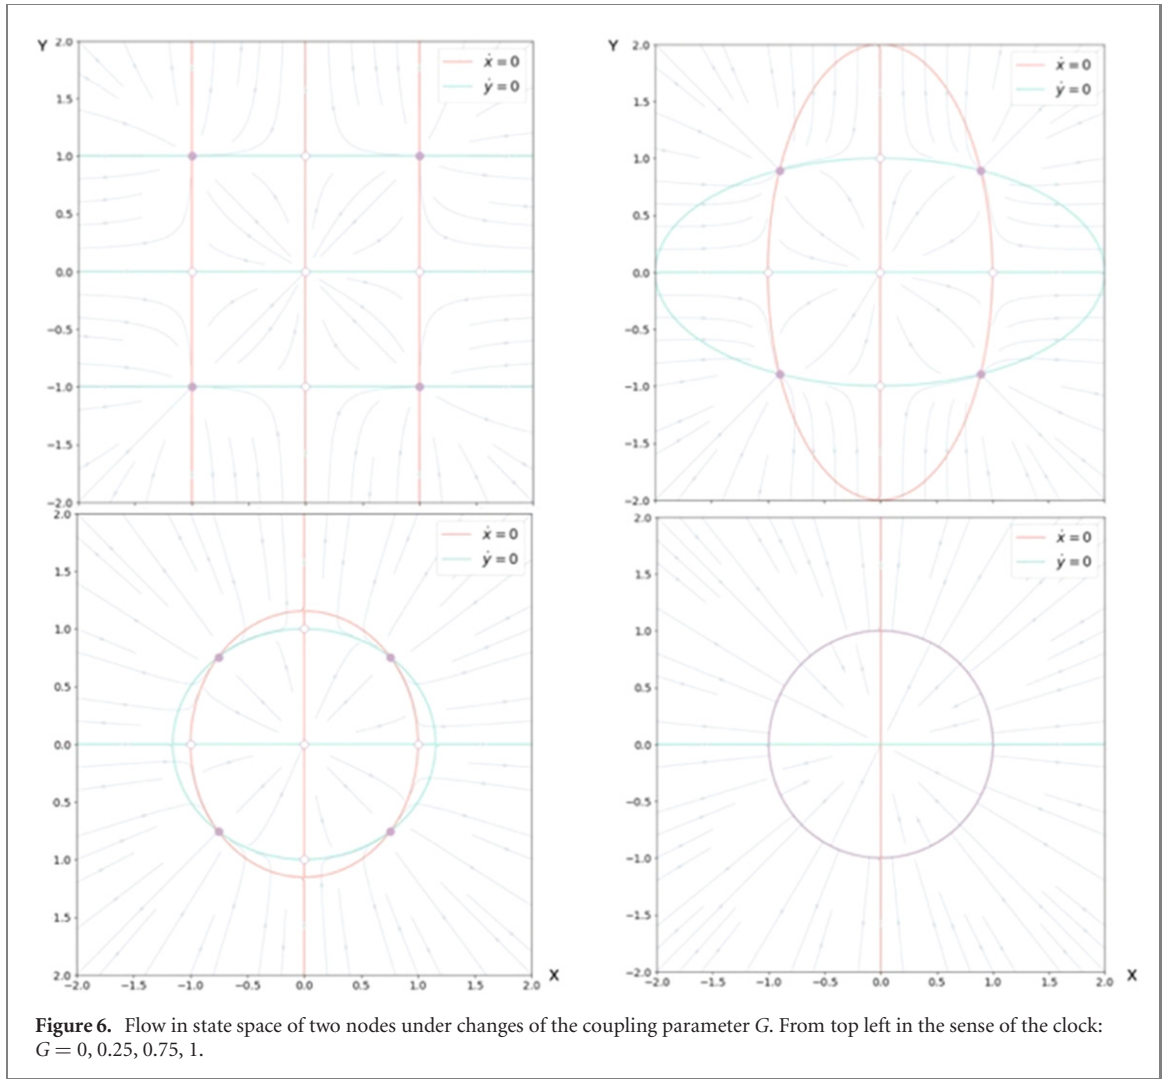 Y
2.0
1.5
1.0
0.5
0.0
−0.5
−1.0
−1.5
−2.0
ẋ = 0
ẏ = 0
Y
2.0
1.5
1.0
0.5
0.0
−0.5
−1.0
−1.5
−2.0
ẋ = 0
ẏ = 0
2.0
1.5
1.0
0.5
0.0
0.5
1.0
1.5
2.0
ẋ = 0
ẏ = 0
−2.0 −1.5 −1.0 −0.5 0.0 0.5 1.0 1.5 2.0
X
2.0
1.5
1.0
0.5
0.0
−0.5
−1.0
−1.5
−2.0
ẋ = 0
ẏ = 0
−2.0 −1.5 −1.0 −0.5 0.0 0.5 1.0 1.5 2.0
X
Figure 6. Flow in state space of two nodes under changes of the coupling parameter G. From top left in the sense of the clock:
G = 0, 0.25, 0.75, 1.